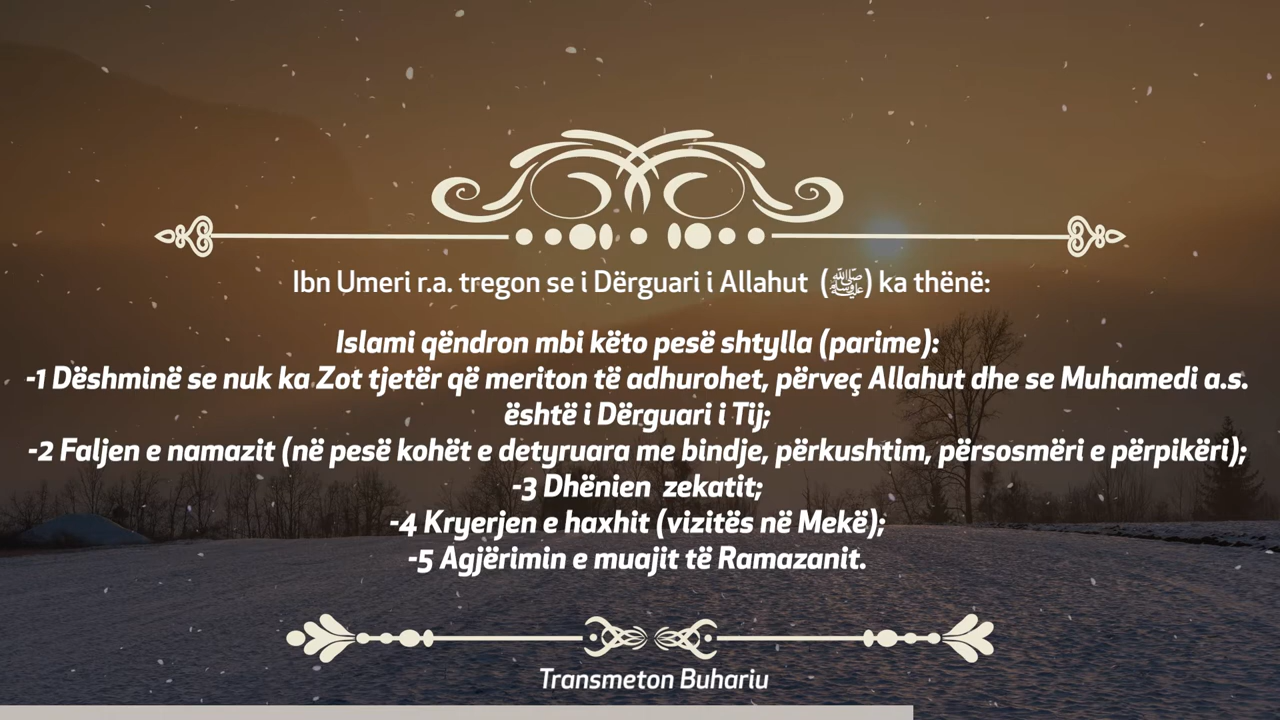 Ibn Umeri r.a. tregon se i Dërguari i Allahut (ﷺ) ka thënë:
Islami qëndron mbi këto pesë shtylla (parime):
-1 Dëshminë se nuk ka Zot tjetër që meriton të adhurohet, përveç Allahut dhe se Muhamedi a.s.
është i Dërguari i Tij;
-2 Faljen e namazit (në pesë kohët e detyruara me bindje, përkushtim, përsosmëri e përpikëri);
-3 Dhënien zekatit;
-4 Kryerjen e haxhit (vizitës në Mekë);
-5 Agjërimin e muajit të Ramazanit.
Transmeton Buhariu